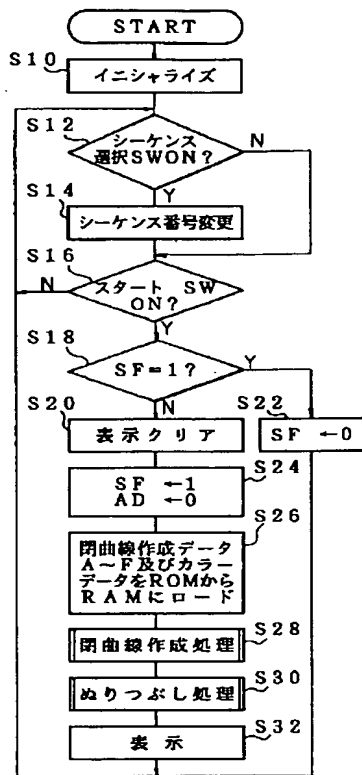 START
S10
イニシャライズ
S12
シーケンス
選択SWON?
N
Y
S14
シーケンス番号変更
S16
N
スタート SW
ON?
Y
S18
SF=1?
Y
N
S20
表示クリア
S22
SF ←0
S24
SF ←1
AD ←0
S26
閉曲線作成データ
A～F及びカラー
データをROMから
RAMにロード
S28
閉曲線作成処理
S30
ぬりつぶし処理
S32
表示